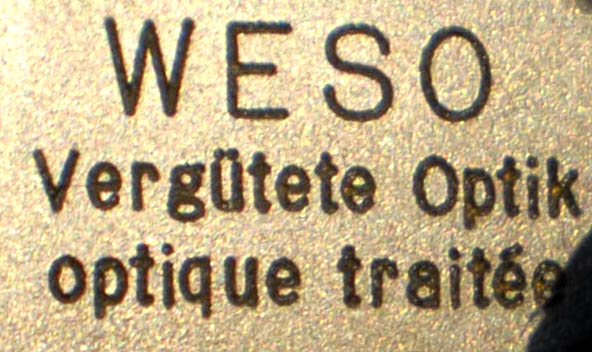 WESO
Vergütete Optik
optique traitée